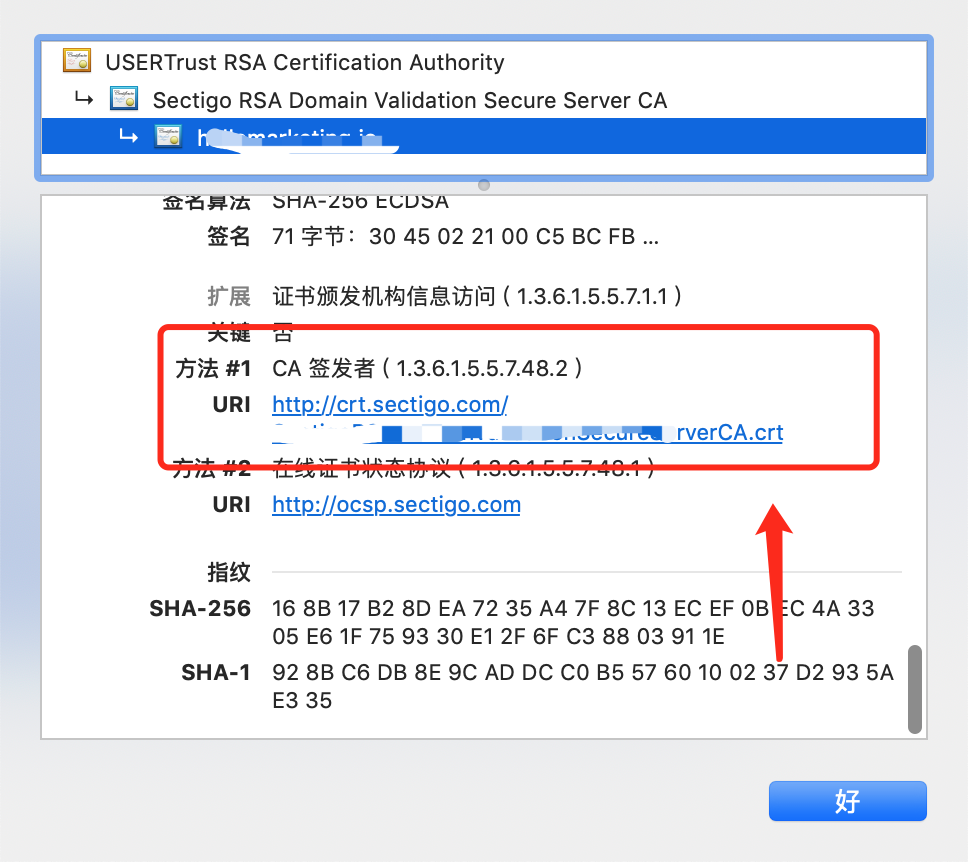 USERTrust RSA Certification Authority
Sectigo RSA Domain Validation Secure Server CA
签名算法 SHA-256 ECDSA
签名 71 字节：30 45 02 21 00 C5 BC FB ...
扩展 证书颁发机构信息访问 ( 1.3.6.1.5.5.7.1.1 )
关键 否
方法 #1 CA 签发者 ( 1.3.6.1.5.5.7.48.2 )
URI http://crt.sectigo.com/
rverCA.crt
方法 #2 在线证书状态协议 ( 1.3.6.1.5.5.7.48.1 )
URI http://ocsp.sectigo.com
指纹
SHA-256 16 8B 17 B2 8D EA 72 35 A4 7F 8C 13 EC EF 0B EC 4A 33
05 E6 1F 75 93 30 E1 2F 6F C3 88 03 91 1E
SHA-1 92 8B C6 DB 8E 9C AD DC C0 B5 57 60 10 02 37 D2 93 5A
E3 35
好